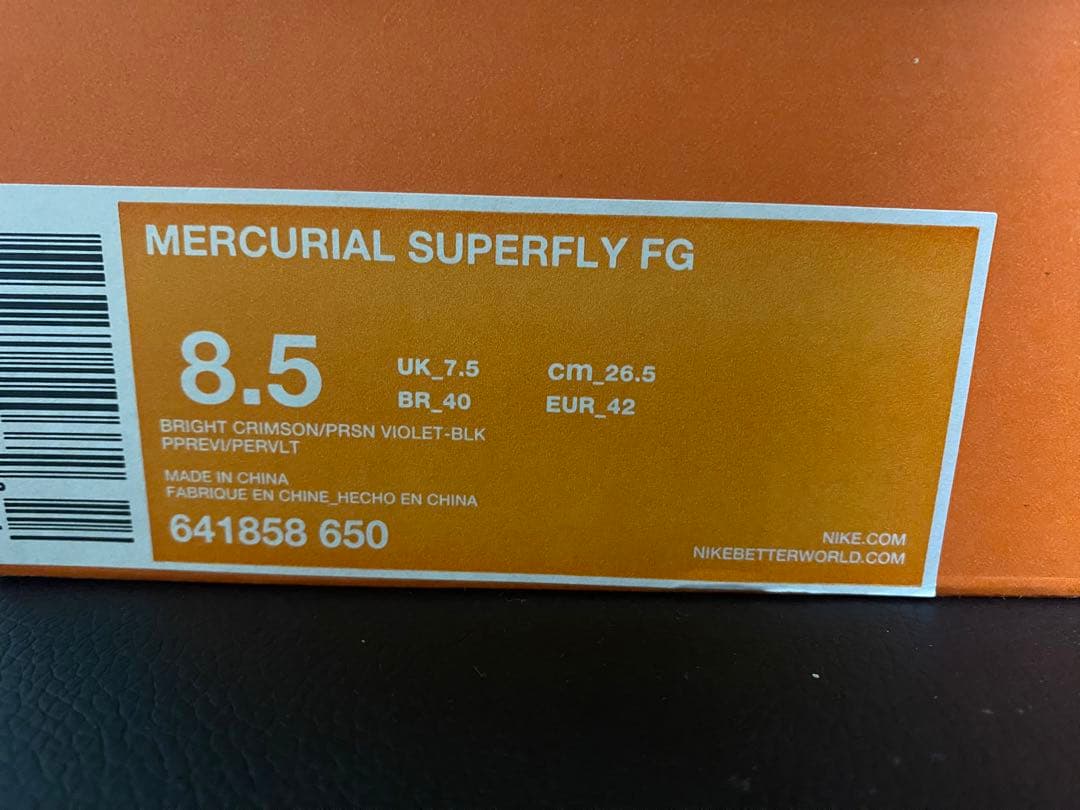 MERCURIAL SUPERFLY FG
8.5
UK_7.5 cm_26.5
BR_40 EUR_42
BRIGHT CRIMSON/PRSN VIOLET-BLK
PPREVI/PERVLT
MADE IN CHINA
FABRIQUE EN CHINE_HECHO EN CHINA
641858 650
NIKE.COM
NIKEBETTERWORLD.COM